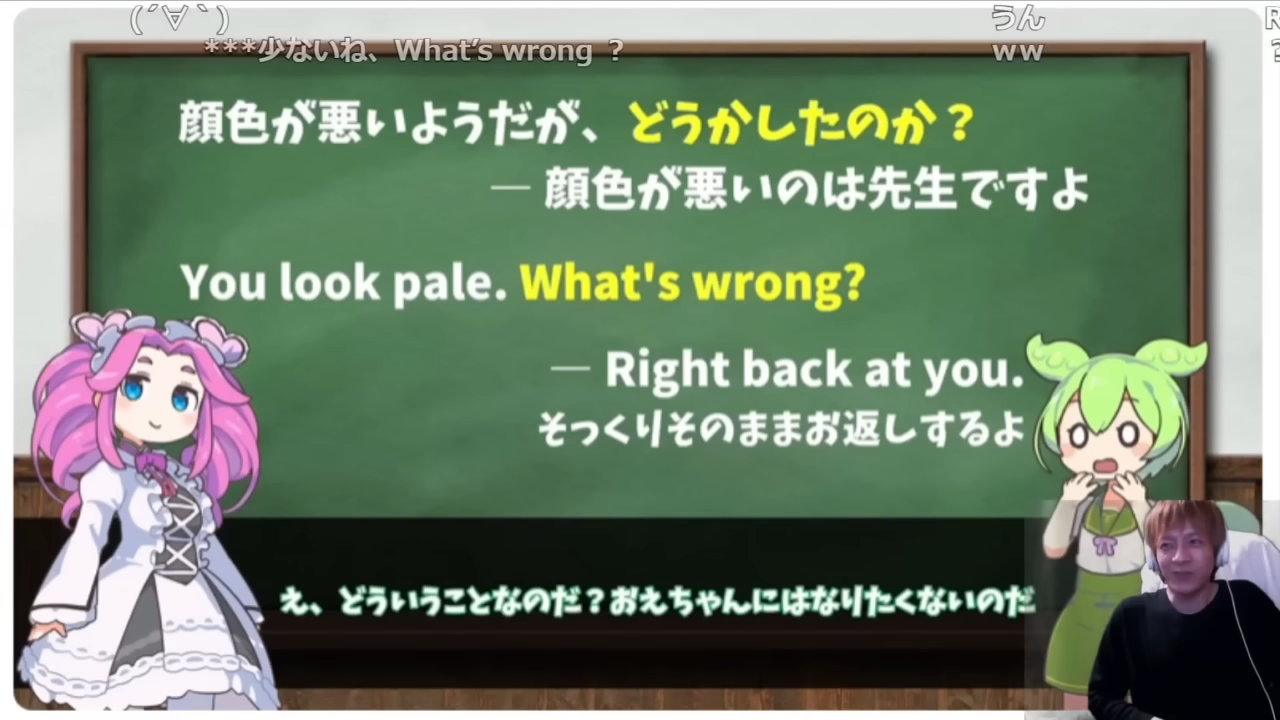 (´∀｀)
うん
R
***少ないね、What's wrong ？
ww
?
顔色が悪いようだが、どうかしたのか？
― 顔色が悪いのは先生ですよ
You look pale. What's wrong?
― Right back at you.
そっくりそのままお返しするよ
え、どういうことなのだ？おえちゃんにはなりたくないのだ